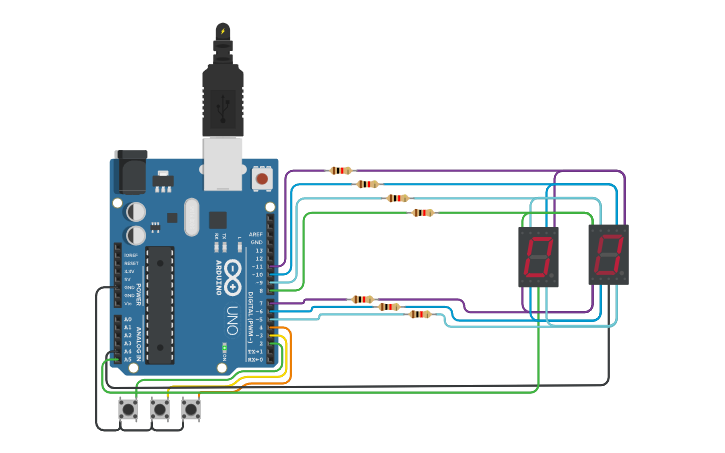 AREF
GND
13
12
~11
~10
~9
8
7
~6
~5
4
~3
2
TX→1
RX←0
DIGITAL (PWM~)
L
TX
RX
ARDUINO
UNO
ON
IOREF
RESET
3.3V
5V
GND
GND
Vin
POWER
A0
A1
A2
A3
A4
A5
ANALOG IN